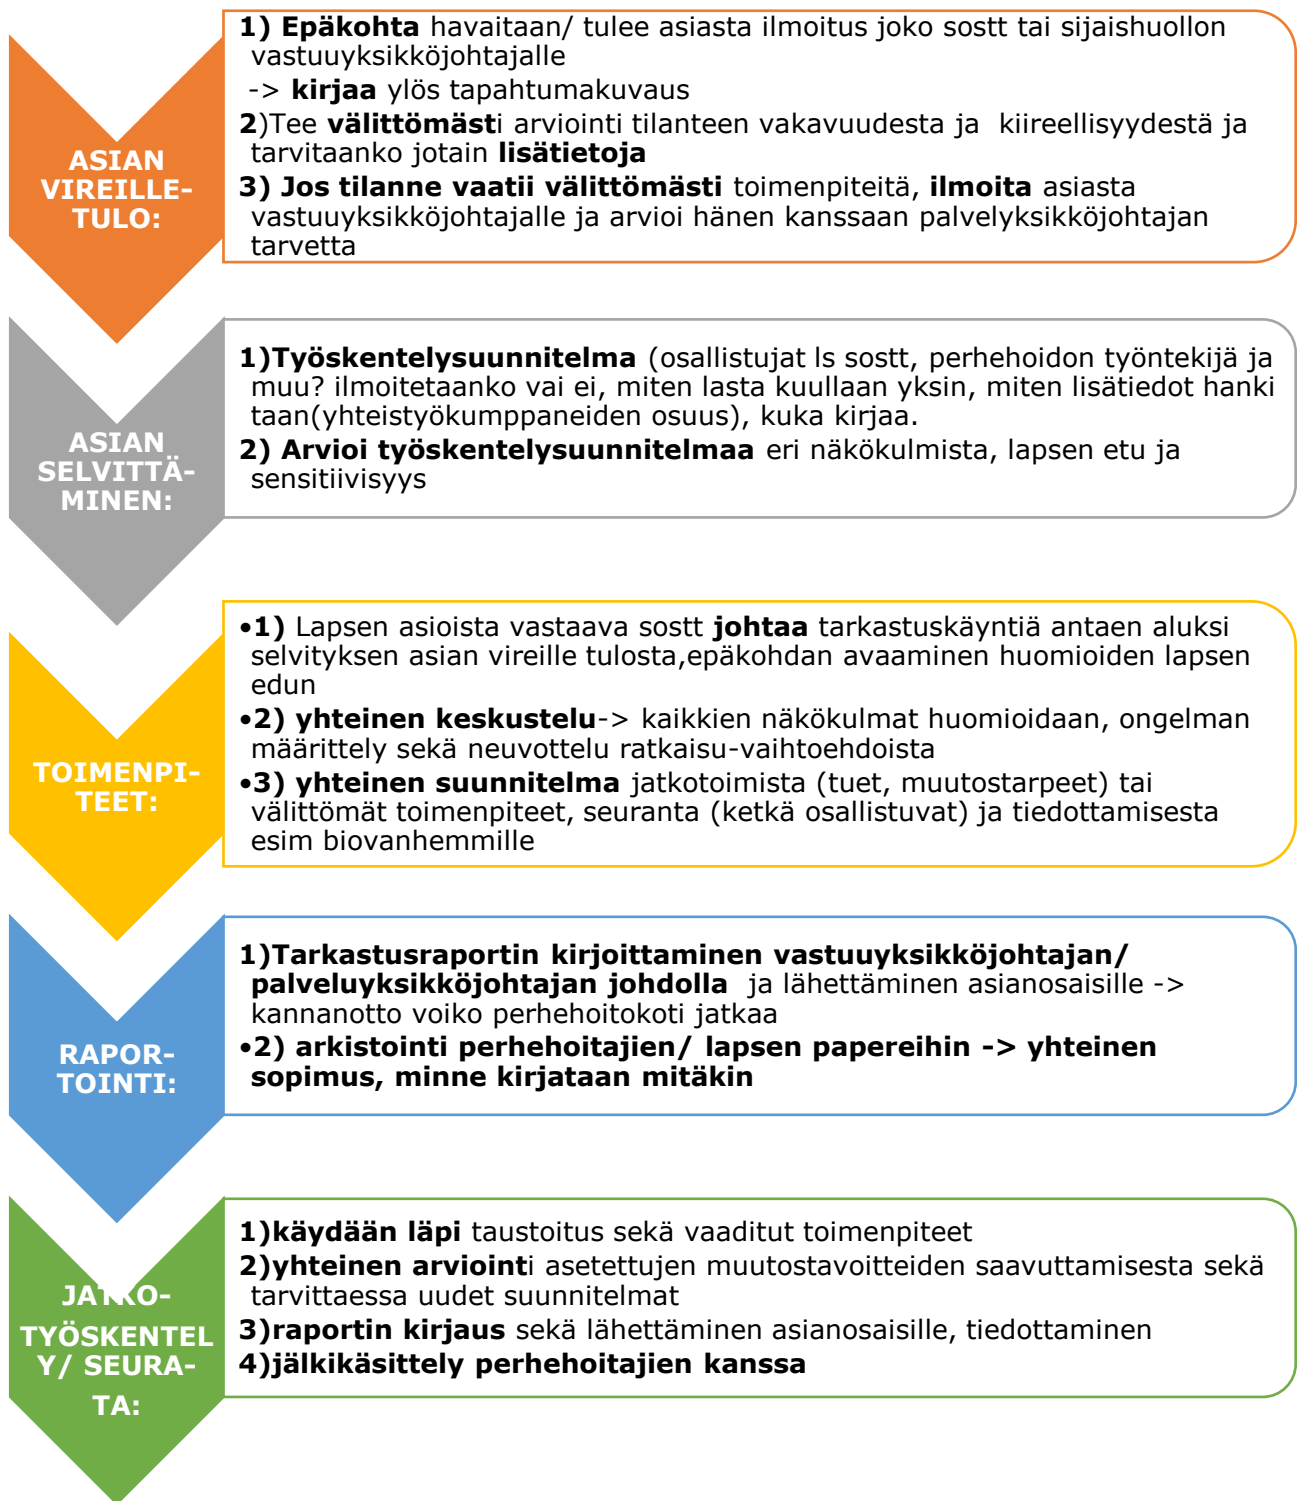 ASIAN
VIREILLE-
TULO:
1) Epäkohta havaitaan/ tulee asiasta ilmoitus joko sostt tai sijaishuollon
vastuuyksikköjohtajalle
-> kirjaa ylös tapahtumakuvaus
2)Tee välittömästi arviointi tilanteen vakavuudesta ja  kiireellisyydestä ja
tarvitaanko jotain lisätietoja
3) Jos tilanne vaatii välittömästi toimenpiteitä, ilmoita asiasta
vastuuyksikköjohtajalle ja arvioi hänen kanssaan palvelyksikköjohtajan
tarvetta
ASIAN
SELVITTÄ-
MINEN:
1)Työskentelysuunnitelma (osallistujat ls sostt, perhehoidon työntekijä ja
muu? ilmoitetaanko vai ei, miten lasta kuullaan yksin, miten lisätiedot hanki
taan(yhteistyökumppaneiden osuus), kuka kirjaa.
2) Arvioi työskentelysuunnitelmaa eri näkökulmista, lapsen etu ja
sensitiivisyys
TOIMENPI-
TEET:
•1) Lapsen asioista vastaava sostt johtaa tarkastuskäyntiä antaen aluksi
selvityksen asian vireille tulosta,epäkohdan avaaminen huomioiden lapsen
edun
•2) yhteinen keskustelu-> kaikkien näkökulmat huomioidaan, ongelman
määrittely sekä neuvottelu ratkaisu-vaihtoehdoista
•3) yhteinen suunnitelma jatkotoimista (tuet, muutostarpeet) tai
välittömät toimenpiteet, seuranta (ketkä osallistuvat) ja tiedottamisesta
esim biovanhemmille
RAPOR-
TOINTI:
1)Tarkastusraportin kirjoittaminen vastuuyksikköjohtajan/
palveluyksikköjohtajan johdolla  ja lähettäminen asianosaisille ->
kannanotto voiko perhehoitokoti jatkaa
•2) arkistointi perhehoitajien/ lapsen papereihin -> yhteinen
sopimus, minne kirjataan mitäkin
JATKO-
TYÖSKENTEL
Y/ SEURA-
TA:
1)käydään läpi taustoitus sekä vaaditut toimenpiteet
2)yhteinen arviointi asetettujen muutostavoitteiden saavuttamisesta sekä
tarvittaessa uudet suunnitelmat
3)raportin kirjaus sekä lähettäminen asianosaisille, tiedottaminen
4)jälkikäsittely perhehoitajien kanssa